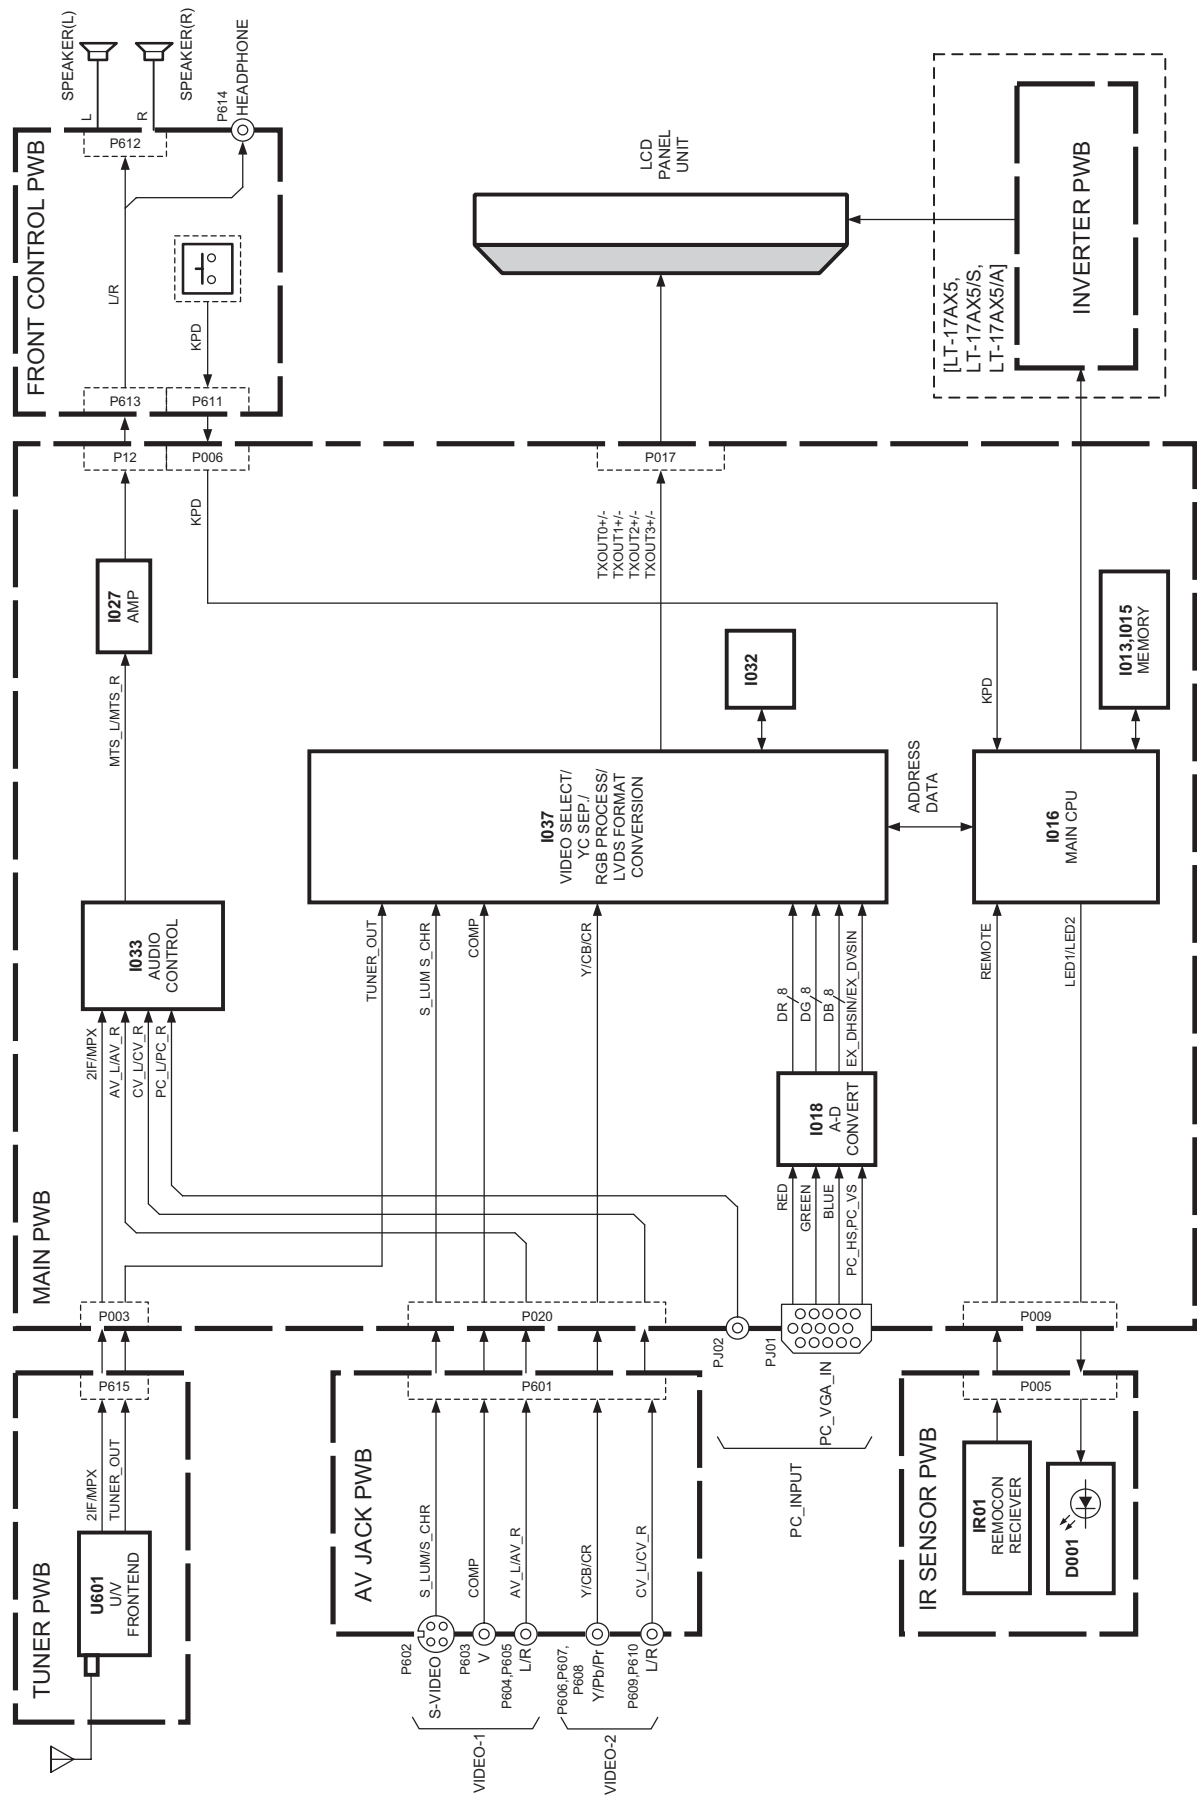 TUNER PWB
U601
U/V
FRONTEND
2IF/MPX
TUNER_OUT
P615
AV JACK PWB
VIDEO-1
P602
S-VIDEO
P603
V
P604,P605
L/R
VIDEO-2
P606,P607,
P608
Y/Pb/Pr
P609,P610
L/R
S_LUM/S_CHR
COMP
AV_L/AV_R
Y/CB/CR
CV_L/CV_R
P601
PC_INPUT
PC_VGA_IN
PJ02
PJ01
IR SENSOR PWB
IR01
REMOCON
RECIEVER
D001
P005
MAIN PWB
P003
P020
P009
2IF/MPX
AV_L/AV_R
CV_L/CV_R
PC_L/PC_R
I033
AUDIO
CONTROL
MTS_L/MTS_R
I027
AMP
P12
P006
KPD
TUNER_OUT
S_LUM S_CHR
COMP
Y/CB/CR
RED
GREEN
BLUE
PC_HS,PC_VS
I018
A-D
CONVERT
DR 8
DG 8
DB 8
EX_DHSIN/EX_DVSIN
I037
VIDEO SELECT/
YC SEP./
RGB PROCESS/
LVDS FORMAT
CONVERSION
I032
TXOUT0+/-
TXOUT1+/-
TXOUT2+/-
TXOUT3+/-
P017
ADDRESS
DATA
REMOTE
LED1/LED2
I016
MAIN CPU
KPD
I013,I015
MEMORY
FRONT CONTROL PWB
P613
P611
L/R
KPD
P612
L
R
SPEAKER(L)
SPEAKER(R)
P614
HEADPHONE
LCD
PANEL
UNIT
[LT-17AX5,
LT-17AX5/S,
LT-17AX5/A]
INVERTER PWB